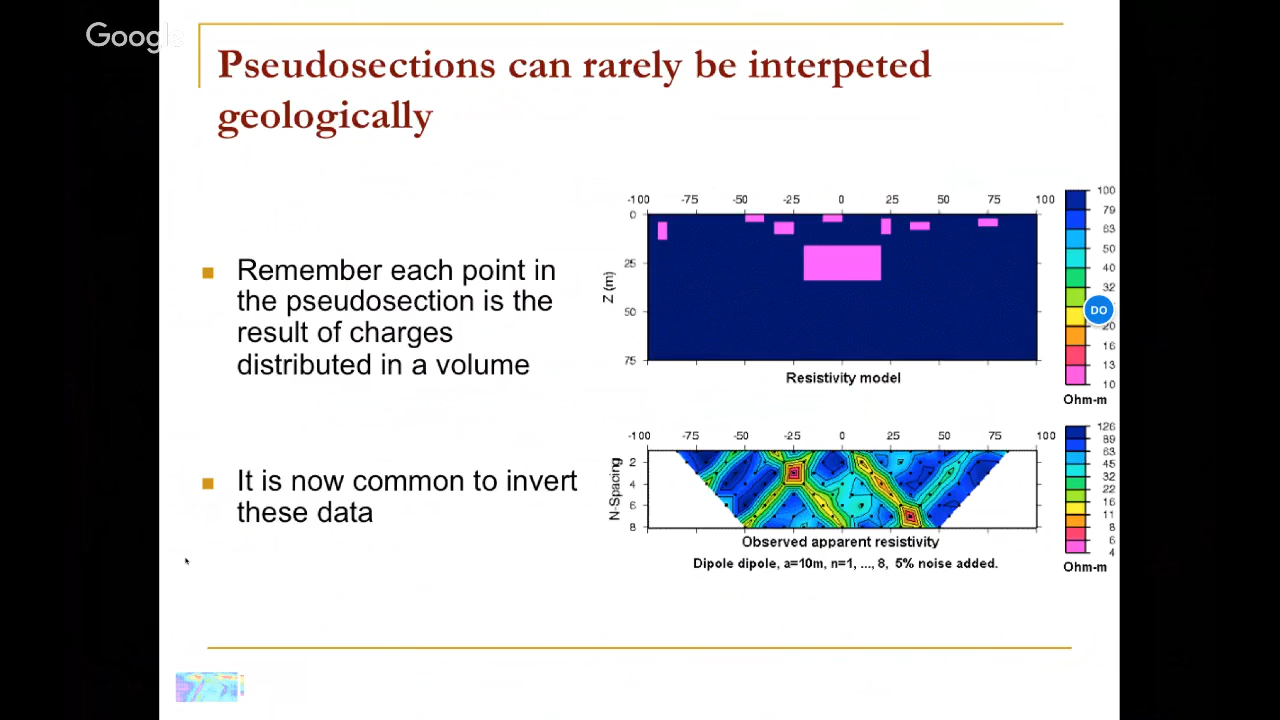 Google
Pseudosections can rarely be interpeted
geologically
Remember each point in
the pseudosection is the
result of charges
distributed in a volume
It is now common to invert
these data
-100 -75 -50 -25 0 25 50 75 100
0
25
50
75
Z (m)
Resistivity model
100
79
63
50
40
32
DO
20
16
13
10
Ohm-m
-100 -75 -50 -25 0 25 50 75 100
2
4
6
8
N-Spacing
Observed apparent resistivity
Dipole dipole, a=10m, n=1, ..., 8, 5% noise added.
126
89
63
45
32
22
16
11
8
6
4
Ohm-m